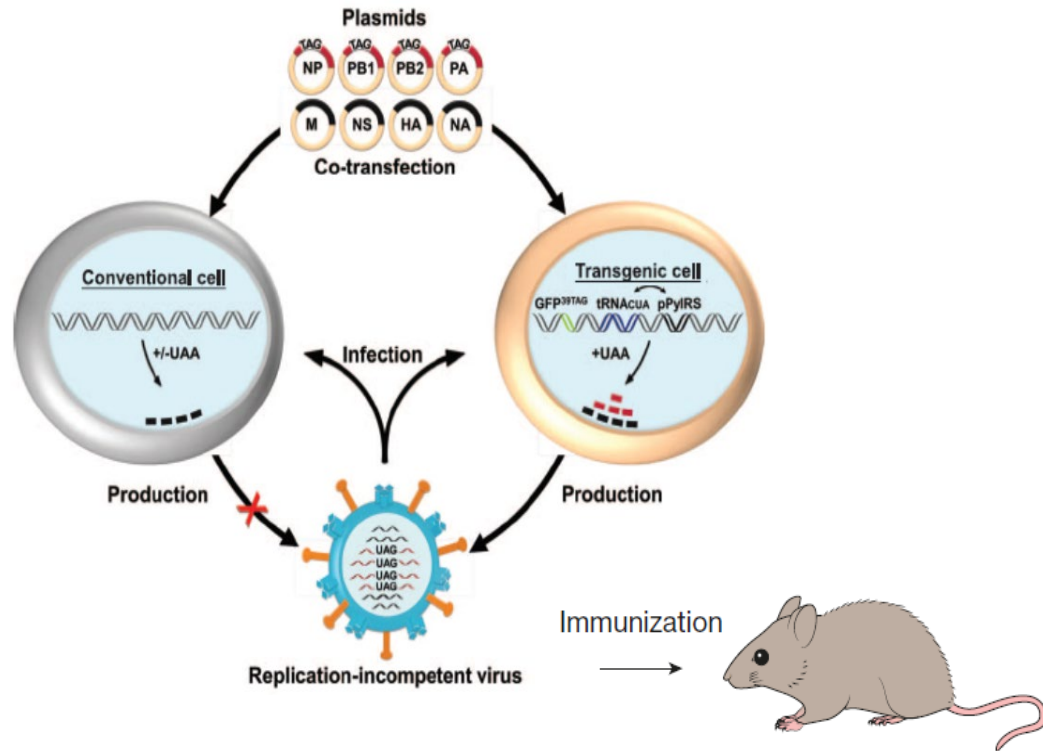 Plasmids
TAG TAG TAG TAG
NP PB1 PB2 PA
M NS HA NA
Co-transfection
Conventional cell
+/-UAA
Infection
Transgenic cell
GFP39TAG tRNACUA pPylRS
+UAA
Production
Production
UAG
UAG
UAG
UAG
Replication-incompetent virus
Immunization